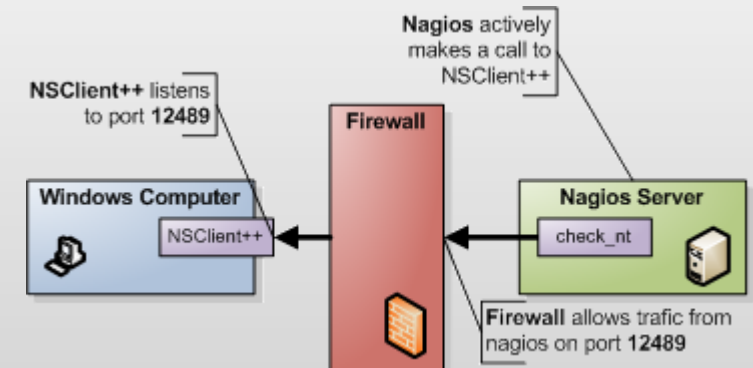 Nagios actively
makes a call to
NSClient++
NSClient++ listens
to port 12489
Firewall
Windows Computer
NSClient++
Nagios Server
check_nt
Firewall allows trafic from
nagios on port 12489